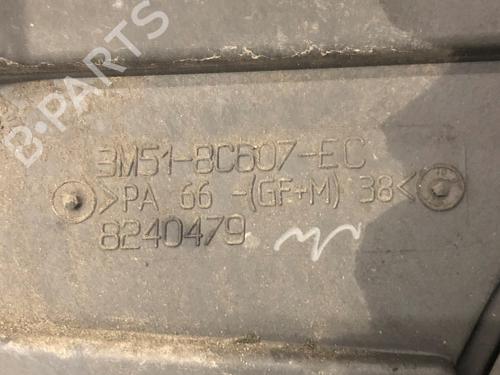 B-PARTS
3M51-8C607-EC
>PA 66 -(GF+M) 38<
8240479